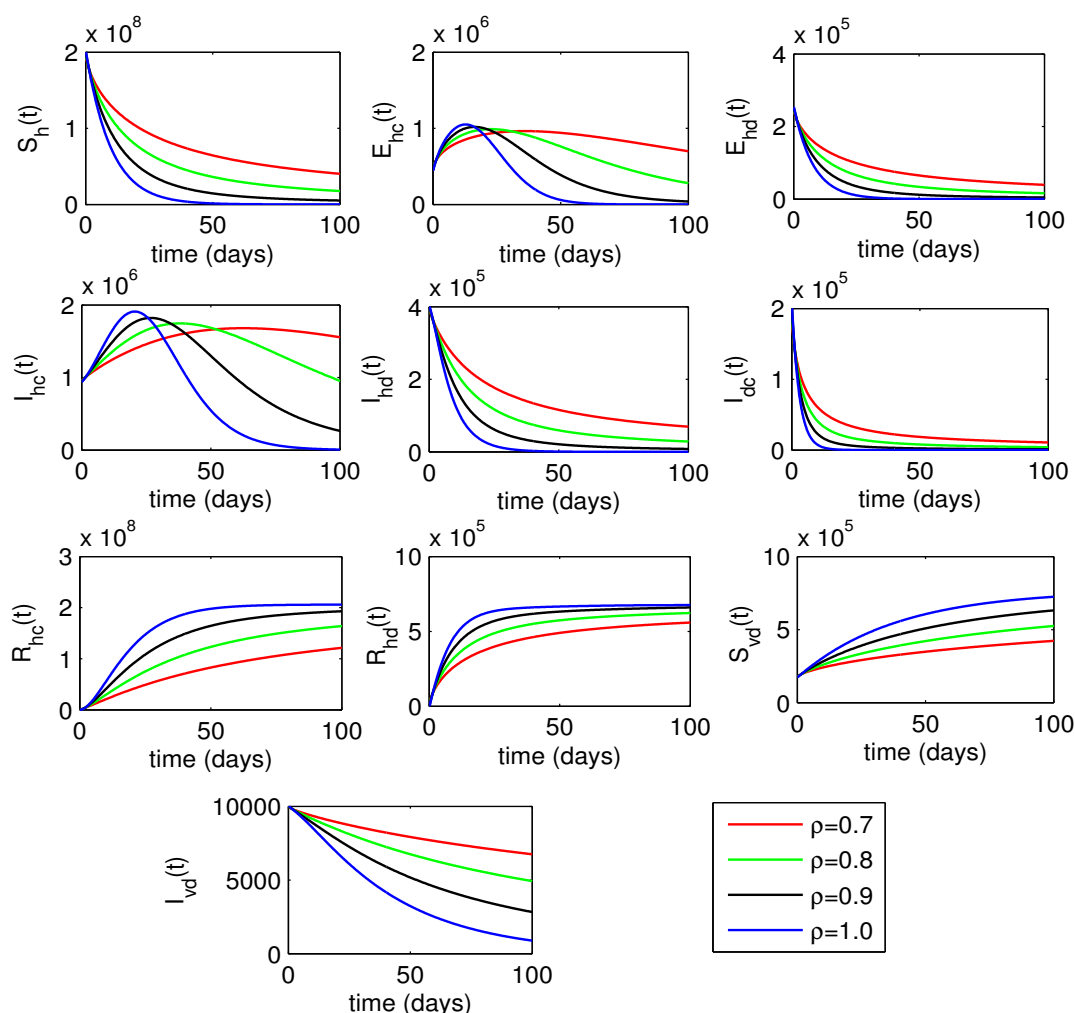 x 10^8
2
1
0
0 50 100
S_h(t)
time (days)
x 10^6
2
1
0
0 50 100
E_hc(t)
time (days)
x 10^5
4
2
0
0 50 100
E_hd(t)
time (days)
x 10^6
2
1
0
0 50 100
I_hc(t)
time (days)
x 10^5
4
2
0
0 50 100
I_hd(t)
time (days)
x 10^5
2
1
0
0 50 100
I_dc(t)
time (days)
x 10^8
3
2
1
0
0 50 100
R_hc(t)
time (days)
x 10^5
10
5
0
0 50 100
R_hd(t)
time (days)
x 10^5
10
5
0
0 50 100
S_vd(t)
time (days)
10000
5000
0
0 50 100
I_vd(t)
time (days)
ρ=0.7
ρ=0.8
ρ=0.9
ρ=1.0